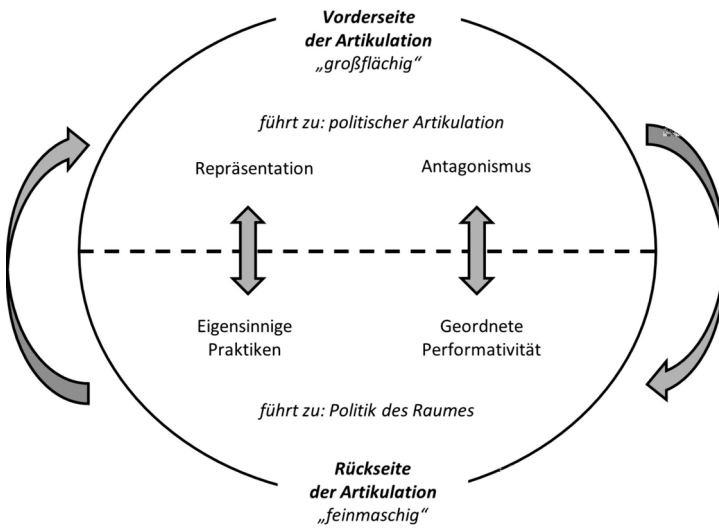 Vorderseite
der Artikulation
„großflächig“
führt zu: politischer Artikulation
Repräsentation
Antagonismus
Eigensinnige
Praktiken
Geordnete
Performativität
führt zu: Politik des Raumes
Rückseite
der Artikulation
„feinmaschig“